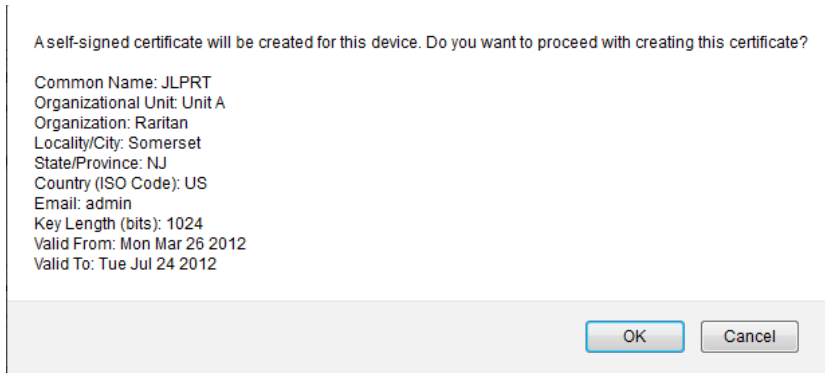 A self-signed certificate will be created for this device. Do you want to proceed with creating this certificate?
Common Name: JLPRT
Organizational Unit: Unit A
Organization: Raritan
Locality/City: Somerset
State/Province: NJ
Country (ISO Code): US
Email: admin
Key Length (bits): 1024
Valid From: Mon Mar 26 2012
Valid To: Tue Jul 24 2012
OK Cancel